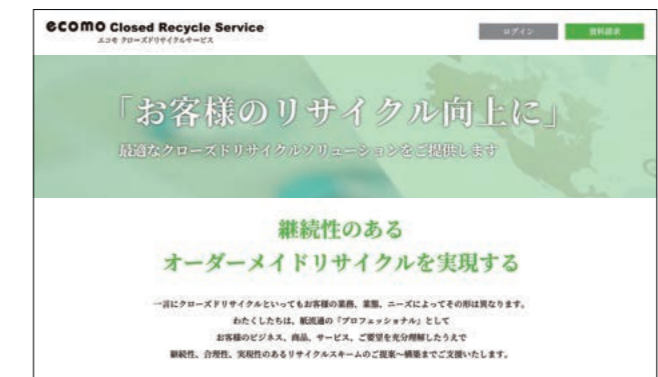 ecomo Closed Recycle Service
エコモ クローズドリサイクルサービス
ログイン
資料請求
「お客様のリサイクル向上に」
最適なクローズドリサイクルソリューションをご提供します
継続性のある
オーダーメイドリサイクルを実現する
一言にクローズドリサイクルといってもお客様の業務、業態、ニーズによってその形は異なります。
わたくしたちは、紙流通の『プロフェッショナル』として
お客様のビジネス、商品、サービス、ご要望を充分理解したうえで
継続性、合理性、実現性のあるリサイクルスキームのご提案〜構築までご支援いたします。